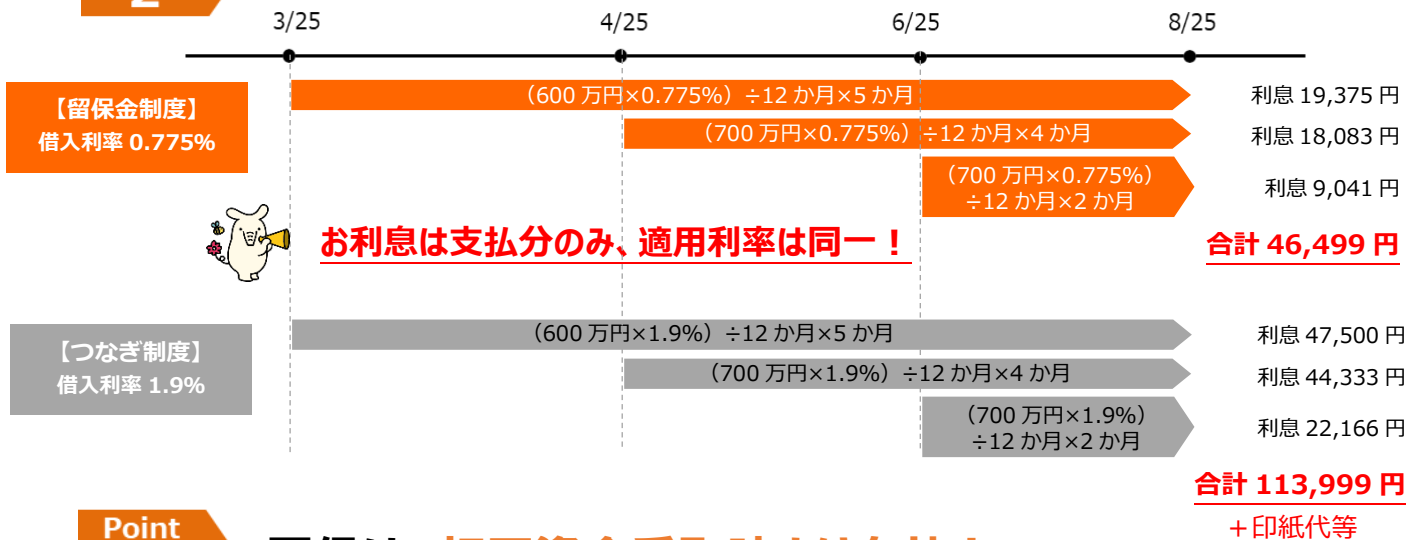 2
3/25 4/25 6/25 8/25
【留保金制度】
借入利率 0.775%
（600 万円×0.775%）÷12 か月×5 か月
利息 19,375 円
（700 万円×0.775%）÷12 か月×4 か月
利息 18,083 円
（700 万円×0.775%）
÷12 か月×2 か月
利息 9,041 円
お利息は支払分のみ、適用利率は同一！
合計 46,499 円
【つなぎ制度】
借入利率 1.9%
（600 万円×1.9%）÷12 か月×5 か月
利息 47,500 円
（700 万円×1.9%）÷12 か月×4 か月
利息 44,333 円
（700 万円×1.9%）
÷12 か月×2 か月
利息 22,166 円
合計 113,999 円
＋印紙代等
Point